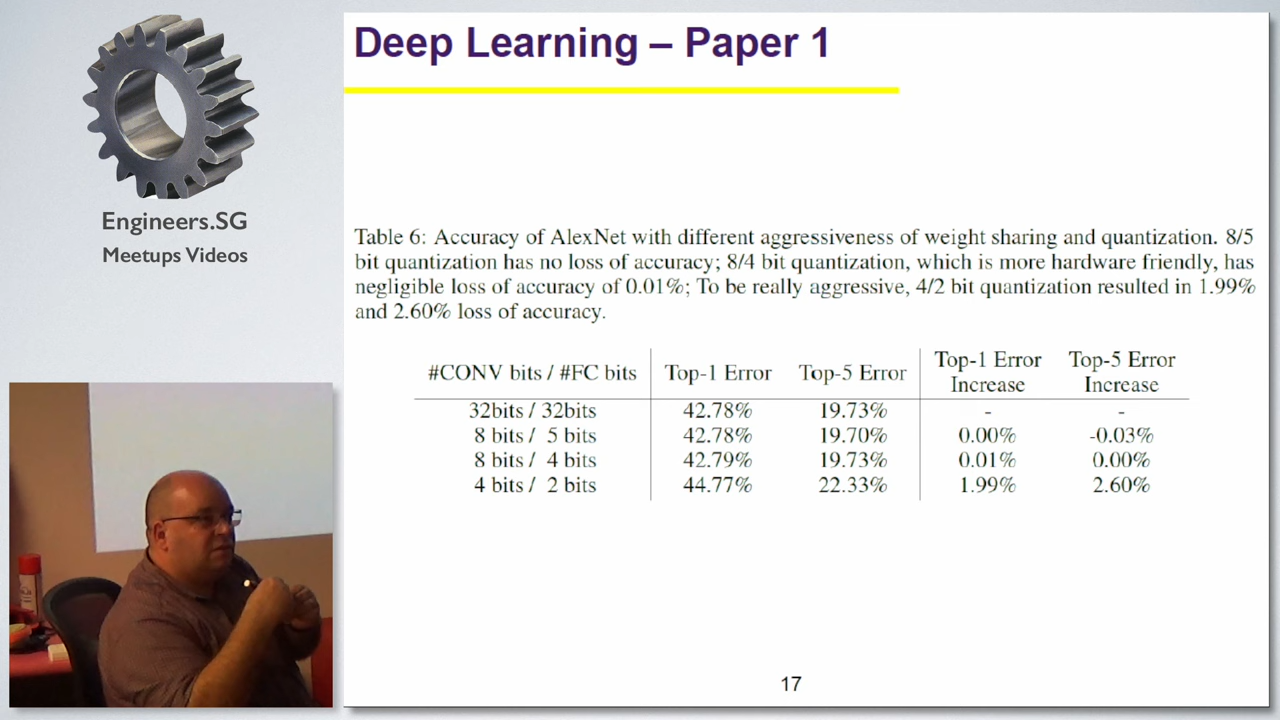 Deep Learning – Paper 1
Engineers.SG
Meetups Videos
Table 6: Accuracy of AlexNet with different aggressiveness of weight sharing and quantization. 8/5
bit quantization has no loss of accuracy; 8/4 bit quantization, which is more hardware friendly, has
negligible loss of accuracy of 0.01%; To be really aggressive, 4/2 bit quantization resulted in 1.99%
and 2.60% loss of accuracy.
#CONV bits / #FC bits Top-1 Error Top-5 Error Top-1 Error Increase Top-5 Error Increase
32bits / 32bits 42.78% 19.73% - -
8 bits / 5 bits 42.78% 19.70% 0.00% -0.03%
8 bits / 4 bits 42.79% 19.73% 0.01% 0.00%
4 bits / 2 bits 44.77% 22.33% 1.99% 2.60%
17